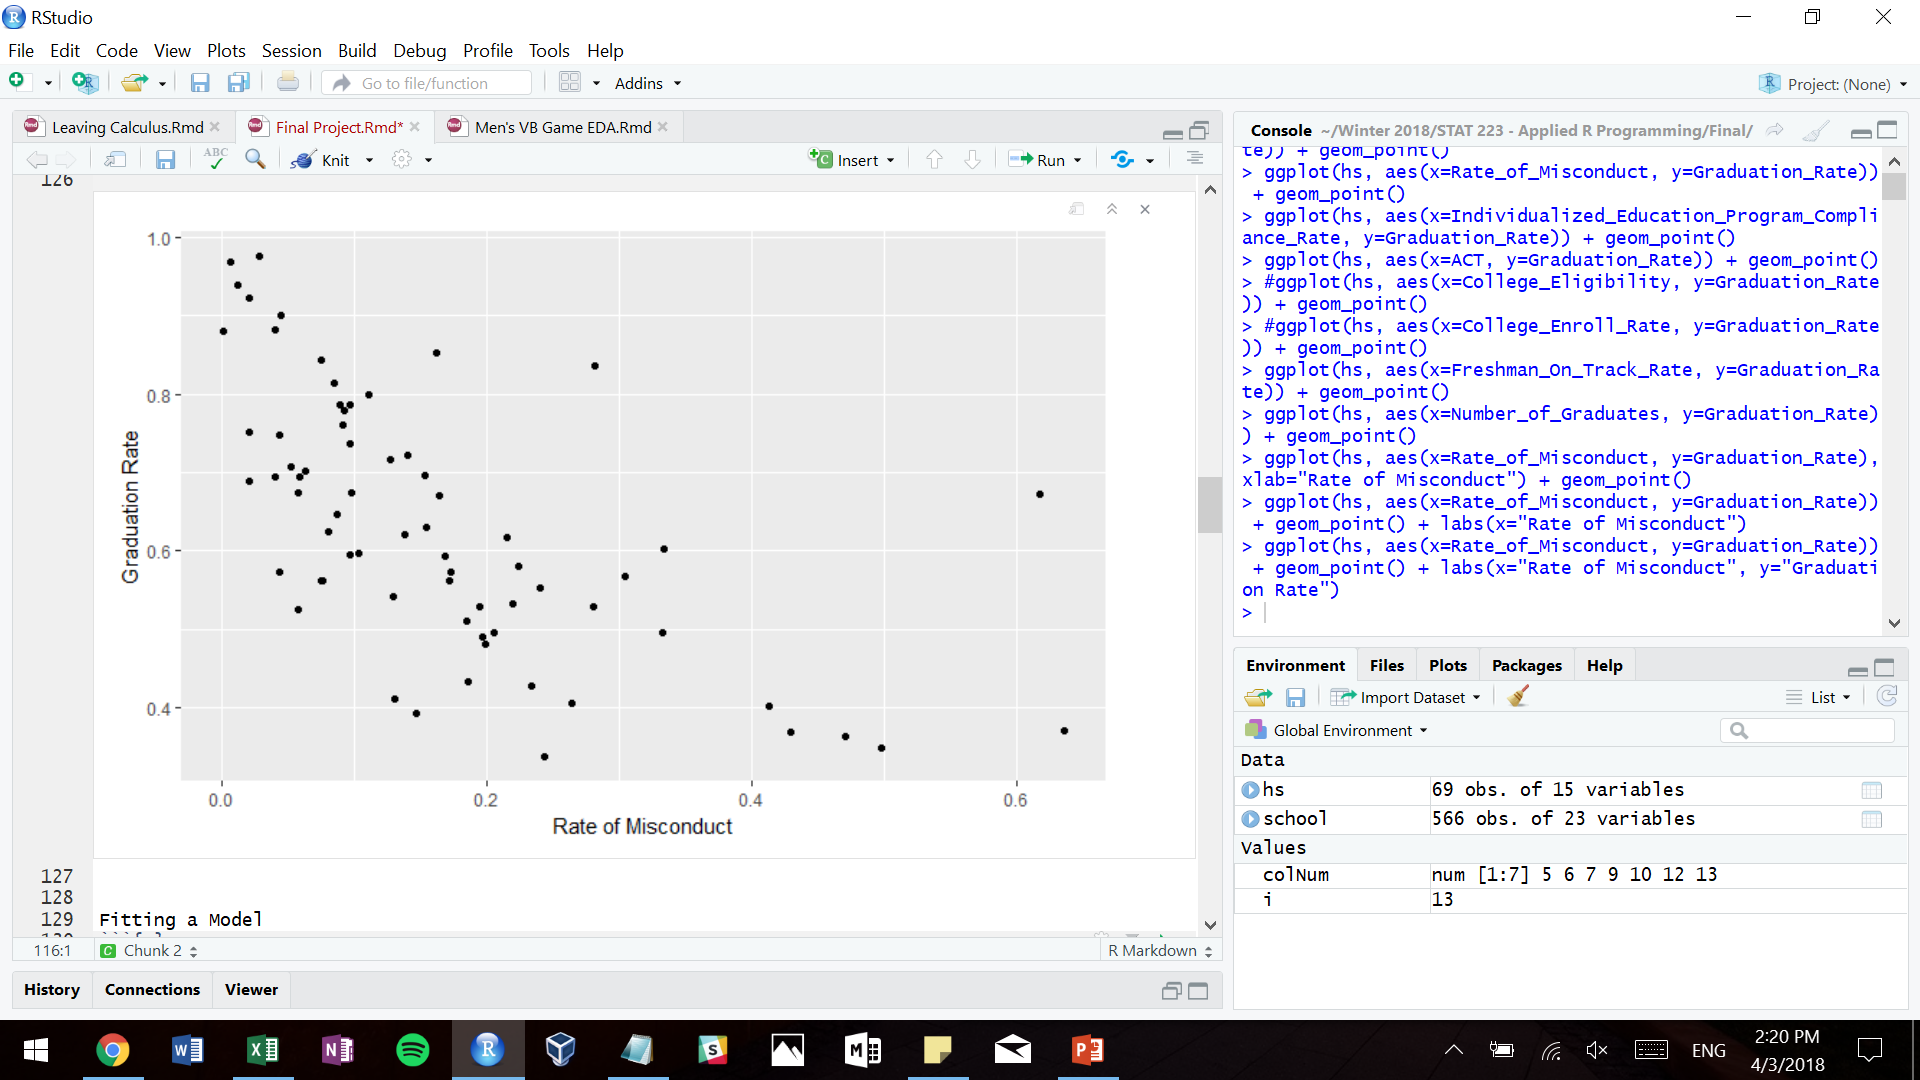 RStudio
File Edit Code View Plots Session Build Debug Profile Tools Help
Go to file/function Addins Project: (None)
Leaving Calculus.Rmd Final Project.Rmd* Men's VB Game EDA.Rmd
ABC Knit Insert Run
126
1.0
0.8
0.6
0.4
Graduation Rate
0.0 0.2 0.4 0.6
Rate of Misconduct
127
128
129 Fitting a Model
116:1 Chunk 2 R Markdown
History Connections Viewer
Console ~/Winter 2018/STAT 223 - Applied R Programming/Final/
te)) + geom_point()
> ggplot(hs, aes(x=Rate_of_Misconduct, y=Graduation_Rate))
+ geom_point()
> ggplot(hs, aes(x=Individualized_Education_Program_Compli
ance_Rate, y=Graduation_Rate)) + geom_point()
> ggplot(hs, aes(x=ACT, y=Graduation_Rate)) + geom_point()
> #ggplot(hs, aes(x=College_Eligibility, y=Graduation_Rate
)) + geom_point()
> #ggplot(hs, aes(x=College_Enroll_Rate, y=Graduation_Rate
)) + geom_point()
> ggplot(hs, aes(x=Freshman_On_Track_Rate, y=Graduation_Ra
te)) + geom_point()
> ggplot(hs, aes(x=Number_of_Graduates, y=Graduation_Rate)
) + geom_point()
> ggplot(hs, aes(x=Rate_of_Misconduct, y=Graduation_Rate),
xlab="Rate of Misconduct") + geom_point()
> ggplot(hs, aes(x=Rate_of_Misconduct, y=Graduation_Rate))
+ geom_point() + labs(x="Rate of Misconduct")
> ggplot(hs, aes(x=Rate_of_Misconduct, y=Graduation_Rate))
+ geom_point() + labs(x="Rate of Misconduct", y="Graduati
on Rate")
>
Environment Files Plots Packages Help
Import Dataset List
Global Environment
Data
hs 69 obs. of 15 variables
school 566 obs. of 23 variables
Values
colNum num [1:7] 5 6 7 9 10 12 13
i 13
ENG 2:20 PM
4/3/2018